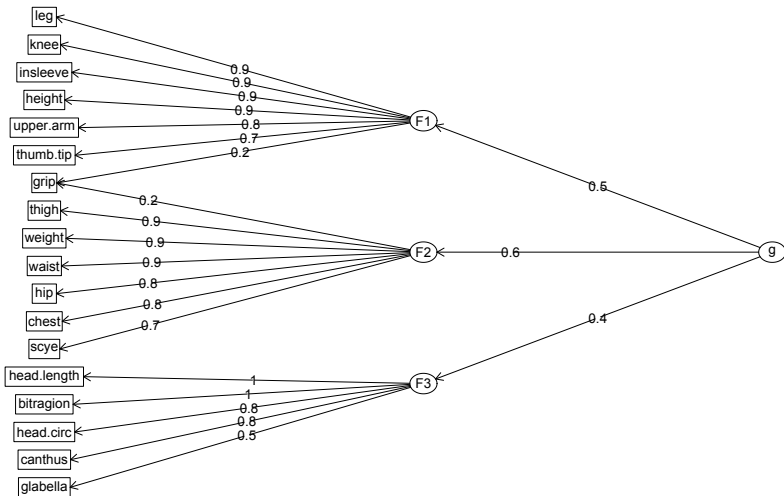 leg
knee
insleeve
height
upper.arm
thumb.tip
grip
thigh
weight
waist
hip
chest
scye
head.length
bitragion
head.circ
canthus
glabella
0.9
0.9
0.9
0.9
0.8
0.7
0.2
0.2
0.9
0.9
0.9
0.8
0.8
0.7
1
1
0.8
0.8
0.5
F1
F2
F3
0.5
0.6
0.4
g